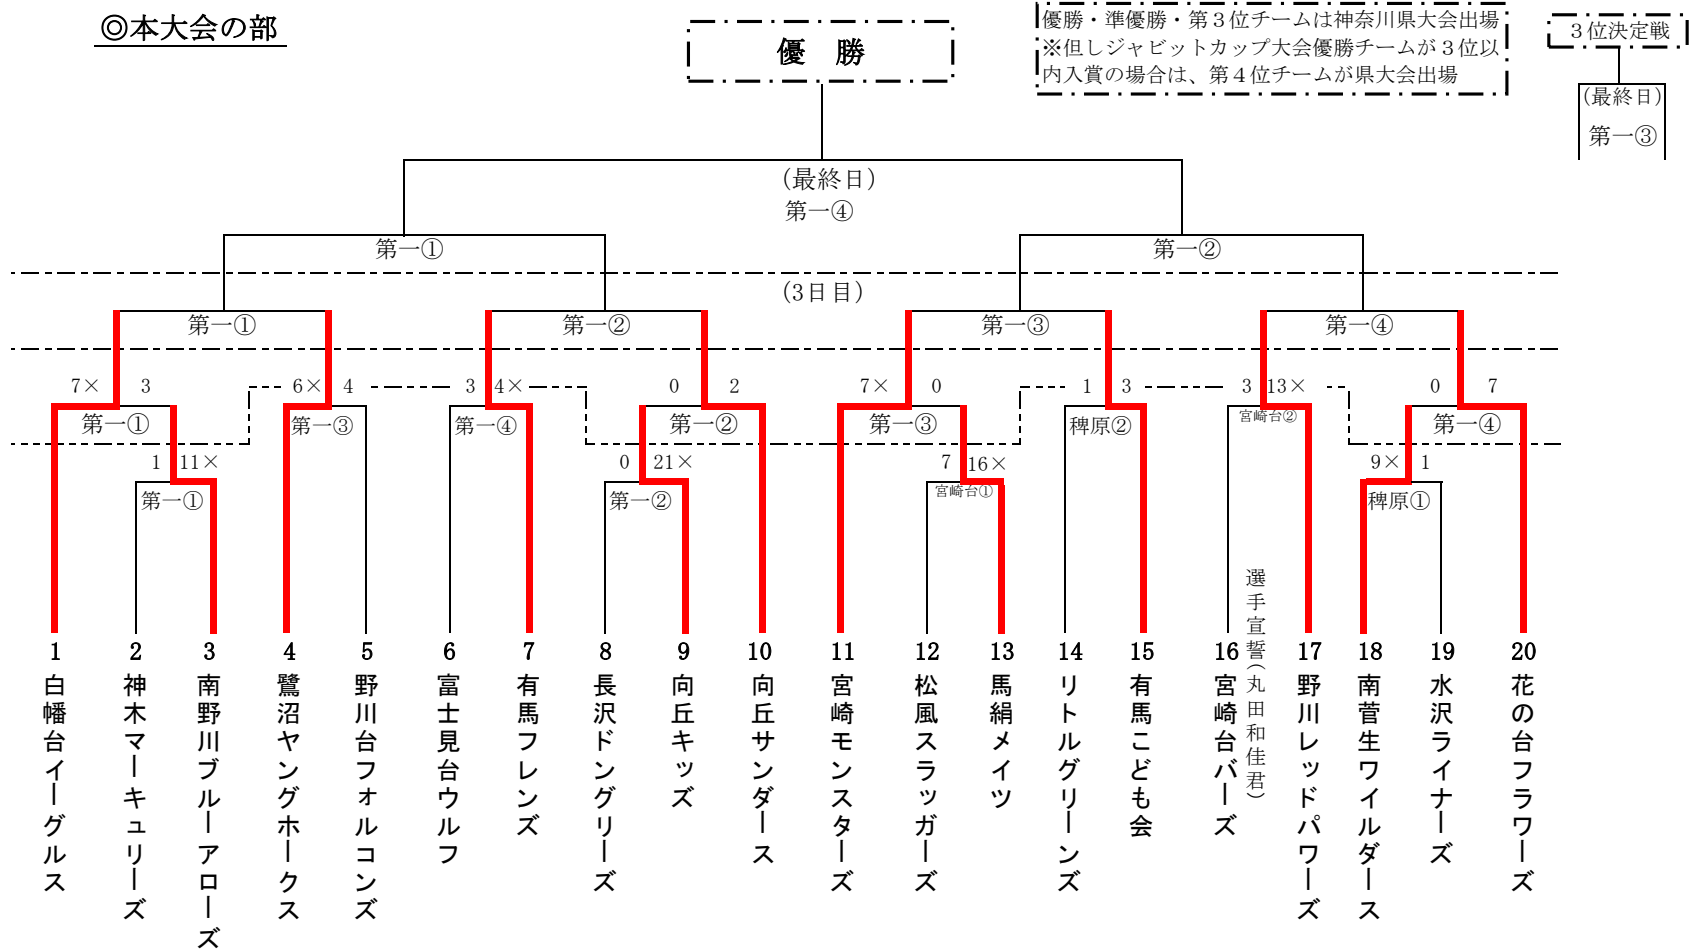 ◎本大会の部
優　勝
優勝・準優勝・第３位チームは神奈川県大会出場
※但しジャビットカップ大会優勝チームが３位以
内入賞の場合は、第４位チームが県大会出場
３位決定戦
(最終日)
第一③
(最終日)
第一④
第一① 第一②
(3日目)
第一① 第一② 第一③ 第一④
7× 3 6× 4 3 4× 0 2 7× 0 1 3 3 13× 0 7
第一① 第一③ 第一④ 第一② 第一③ 稗原② 宮崎台② 第一④
1 11× 0 21× 7 16× 9× 1
第一① 第一② 宮崎台① 稗原①
1 白幡台イーグルス
2 神木マーキュリーズ
3 南野川ブルーアローズ
4 鷺沼ヤングホークス
5 野川台フォルコンズ
6 富士見台ウルフ
7 有馬フレンズ
8 長沢ドングリーズ
9 向丘キッズ
10 向丘サンダース
11 宮崎モンスターズ
12 松風スラッガーズ
13 馬絹メイツ
14 リトルグリーンズ
15 有馬こども会
16 宮崎台バーズ
選手宣誓(丸田和佳君)
17 野川レッドパワーズ
18 南菅生ワイルダース
19 水沢ライナーズ
20 花の台フラワーズ